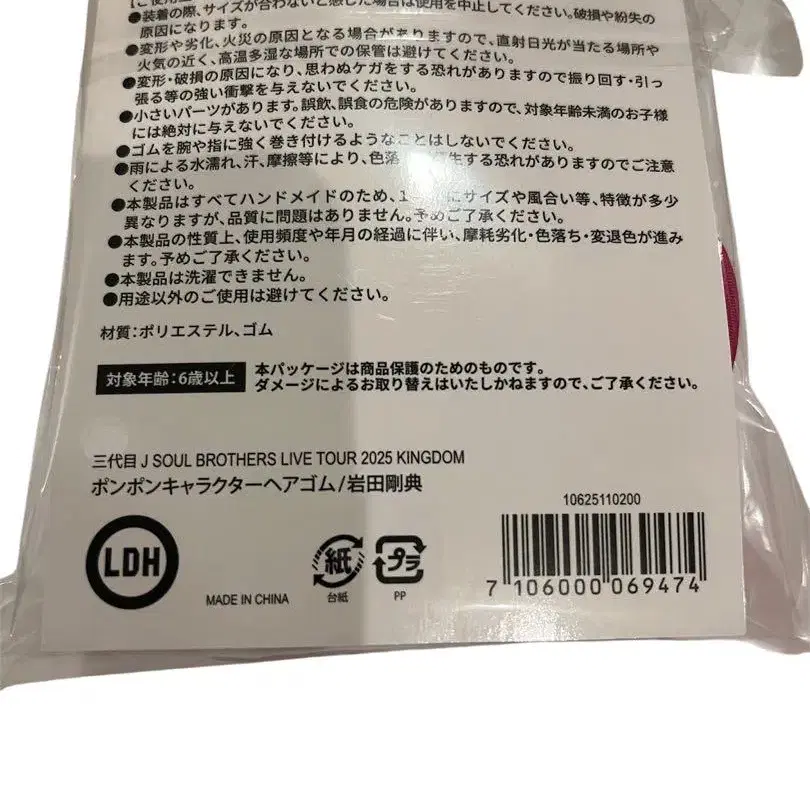 ●装着の際、サイズが合わないと感じた場合は使用を中止してください。破損や紛失の
原因になります。
●変形や劣化、火災の原因となる場合がありますので、直射日光が当たる場所や
火気の近く、高温多湿な場所での保管は避けてください。
●変形・破損の原因になり、思わぬケガをする恐れがありますので振り回す・引っ
張る等の強い衝撃を与えないでください。
●小さいパーツがあります。誤飲、誤食の危険がありますので、対象年齢未満のお子様
には絶対に与えないでください。
●ゴムを腕や指に強く巻き付けるようなことはしないでください。
●雨による水濡れ、汗、摩擦等により、色落 する恐れがありますのでご注意
ください。
●本製品はすべてハンドメイドのため、1 にサイズや風合い等、特徴が多少
異なりますが、品質に問題はありません。予めご了承ください。
●本製品の性質上、使用頻度や年月の経過に伴い、摩耗劣化・色落ち・変退色が進み
ます。予めご了承ください。
●本製品は洗濯できません。
●用途以外のご使用は避けてください。
材質:ポリエステル、ゴム
対象年齢:6歳以上
本パッケージは商品保護のためのものです。
ダメージによるお取り替えはいたしかねますので、ご了承ください。
三代目 J SOUL BROTHERS LIVE TOUR 2025 KINGDOM
ポンポンキャラクターヘアゴム/岩田剛典
10625110200
LDH
MADE IN CHINA
紙
台紙
プラ
PP
7 106000 069474